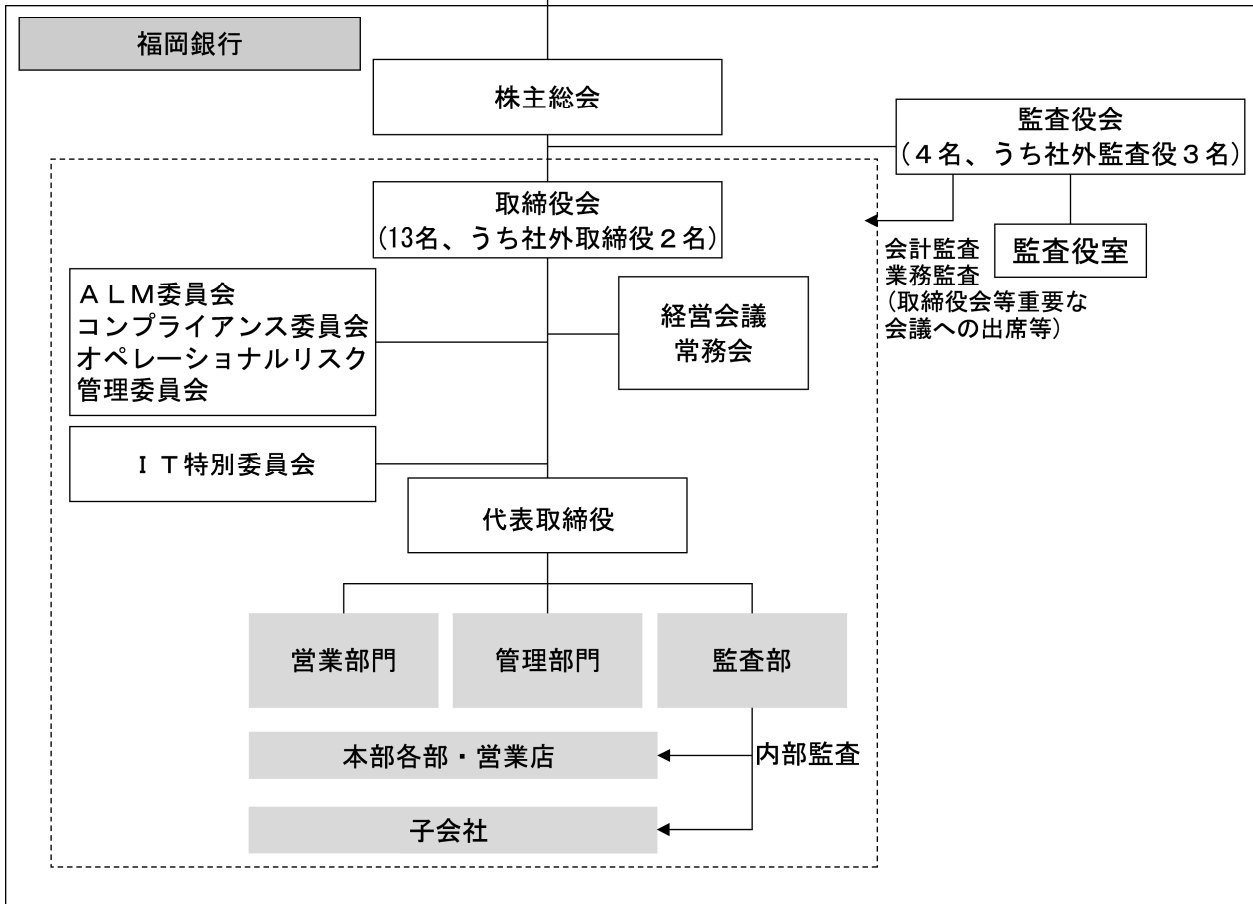 福岡銀行
株主総会
監査役会
(４名、うち社外監査役３名)
取締役会
(13名、うち社外取締役２名)
監査役室
会計監査
業務監査
(取締役会等重要な
会議への出席等)
ＡＬＭ委員会
コンプライアンス委員会
オペレーショナルリスク
管理委員会
経営会議
常務会
ＩＴ特別委員会
代表取締役
営業部門
管理部門
監査部
本部各部・営業店
内部監査
子会社